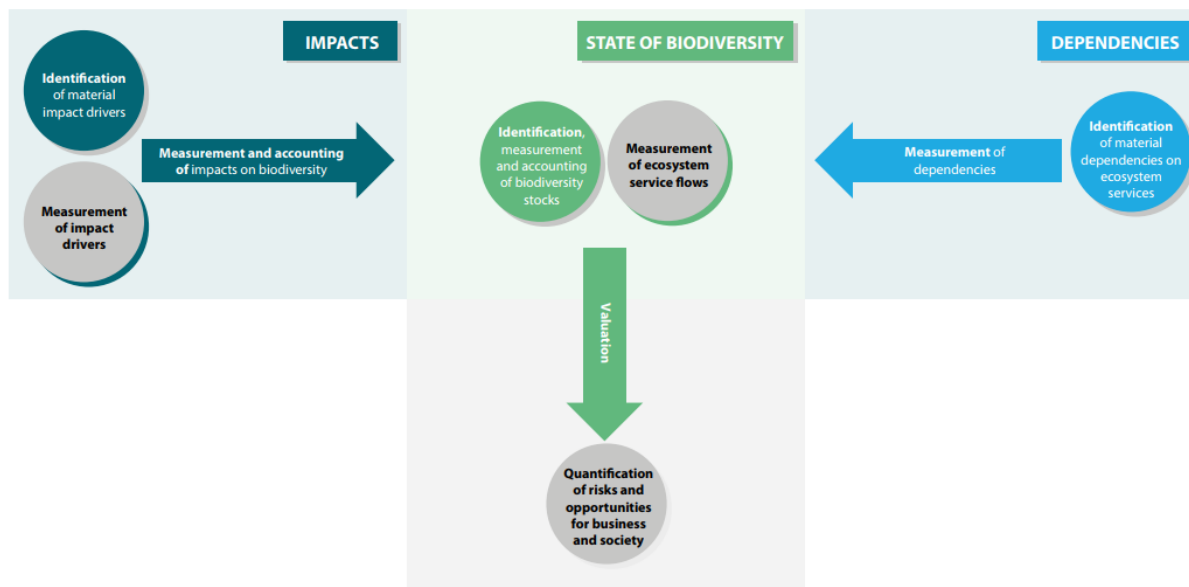 IMPACTS
Identification
of material
impact drivers
Measurement and accounting
of impacts on biodiversity
Measurement
of impact
drivers
STATE OF BIODIVERSITY
Identification,
measurement
and accounting
of biodiversity
stocks
Measurement
of ecosystem
service flows
DEPENDENCIES
Measurement of
dependencies
Identification
of material
dependencies on
ecosystem
services
Valuation
Quantification
of risks and
opportunities
for business
and society